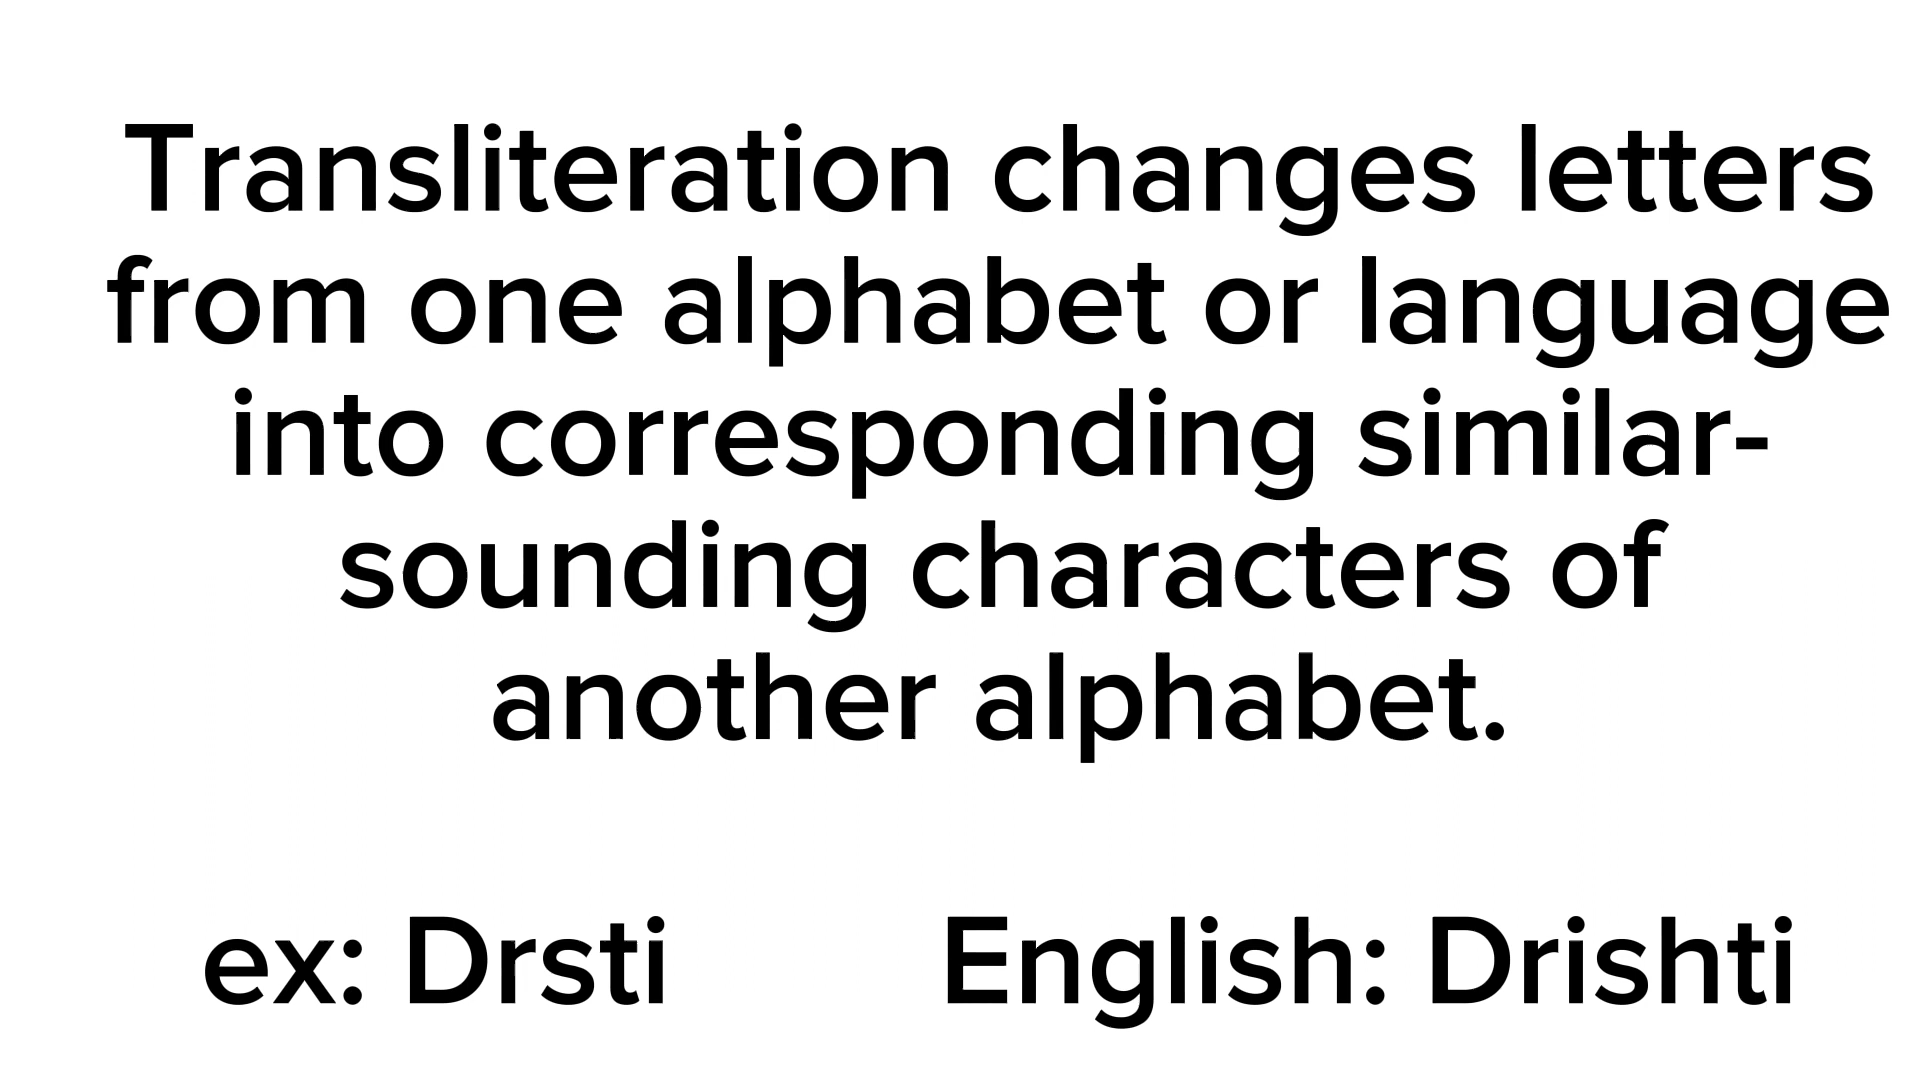 Transliteration changes letters
from one alphabet or language
into corresponding similar-
sounding characters of
another alphabet.
ex: Drsti English: Drishti